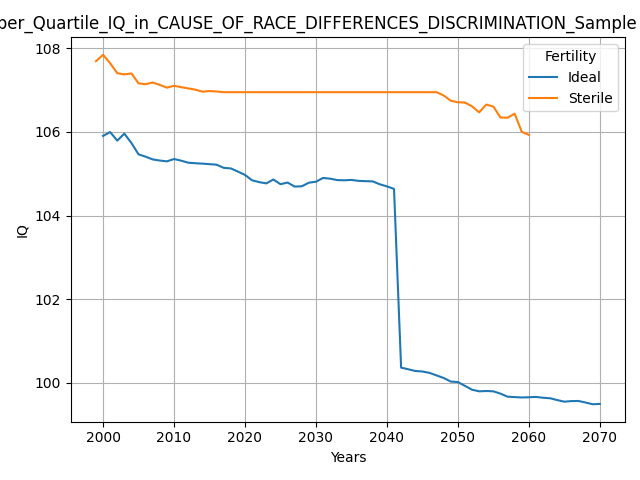 per_Quartile_IQ_in_CAUSE_OF_RACE_DIFFERENCES_DISCRIMINATION_Sample
108
106
104
102
100
IQ
2000
2010
2020
2030
2040
2050
2060
2070
Years
Fertility
Ideal
Sterile